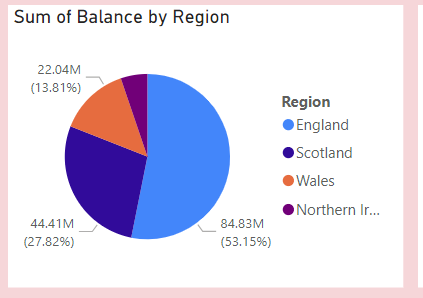 Sum of Balance by Region
22.04M
(13.81%)
Region
England
Scotland
Wales
Northern Ir...
44.41M
(27.82%)
84.83M
(53.15%)